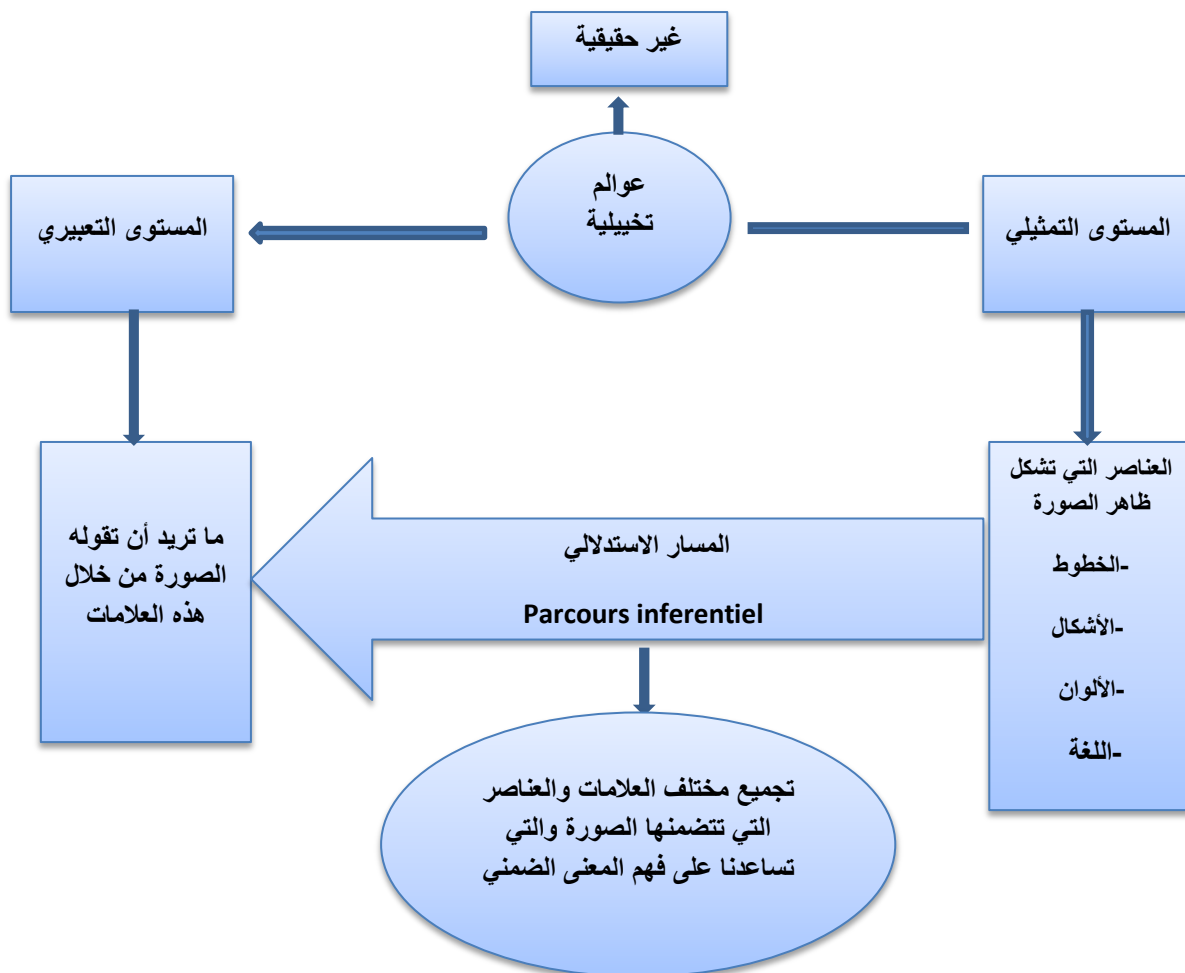 غير حقيقية
عوالم
تخييلية
المستوى التمثيلي
المستوى التعبيري
العناصر التي تشكل
ظاهر الصورة
-الخطوط
-الأشكال
-الألوان
-اللغة
المسار الاستدلالي
Parcours inferentiel
ما تريد أن تقوله
الصورة من خلال
هذه العلامات
تجميع مختلف العلامات والعناصر
التي تتضمنها الصورة والتي
تساعدنا على فهم المعنى الضمني